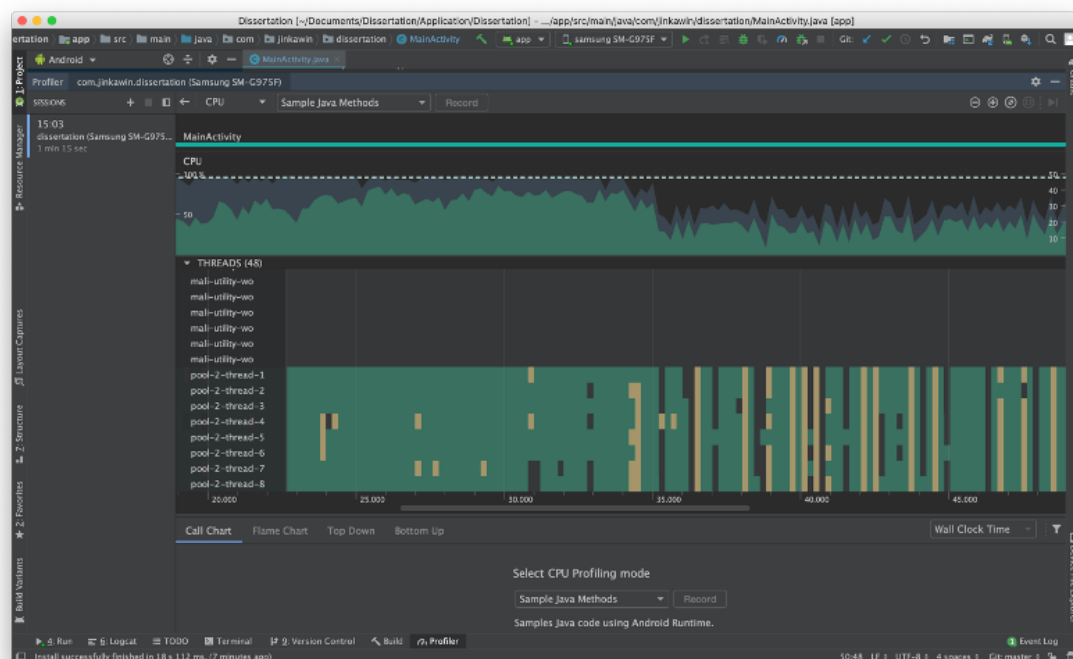 Dissertation [~/Documents/Dissertation/Application/Dissertation] – .../app/src/main/java/com/jinkawin/dissertation/MainActivity.java [app]
ertation app src main java com jinkawin dissertation MainActivity app samsung SM-G975F Git:
1: Project Android MainActivity.java
Profiler com.jinkawin.dissertation (Samsung SM-G975F)
SESSIONS CPU Sample Java Methods Record
15:03
dissertation (Samsung SM-G975...
1 min 15 sec
Resource Manager
MainActivity
CPU
100 % 50
40
50 30
20
10
THREADS (48)
mali-utility-wo
mali-utility-wo
mali-utility-wo
mali-utility-wo
mali-utility-wo
mali-utility-wo
Layout Captures
pool-2-thread-1
pool-2-thread-2
pool-2-thread-3
pool-2-thread-4
pool-2-thread-5
pool-2-thread-6
pool-2-thread-7
pool-2-thread-8
7: Structure
20.000 25.000 30.000 35.000 40.000 45.000
2: Favorites
Call Chart Flame Chart Top Down Bottom Up Wall Clock Time
Build Variants
Select CPU Profiling mode
Sample Java Methods Record
Samples Java code using Android Runtime.
4: Run 6: Logcat TODO Terminal 9: Version Control Build Profiler 1 Event Log
Install successfully finished in 18 s 112 ms. (7 minutes ago) 50:48 LF UTF-8 4 spaces Git: master